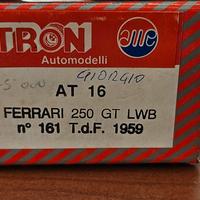 TRON
Automodelli
GIORGIO
AT 16
FERRARI 250 GT LWB
n° 161 T.d.F. 1959